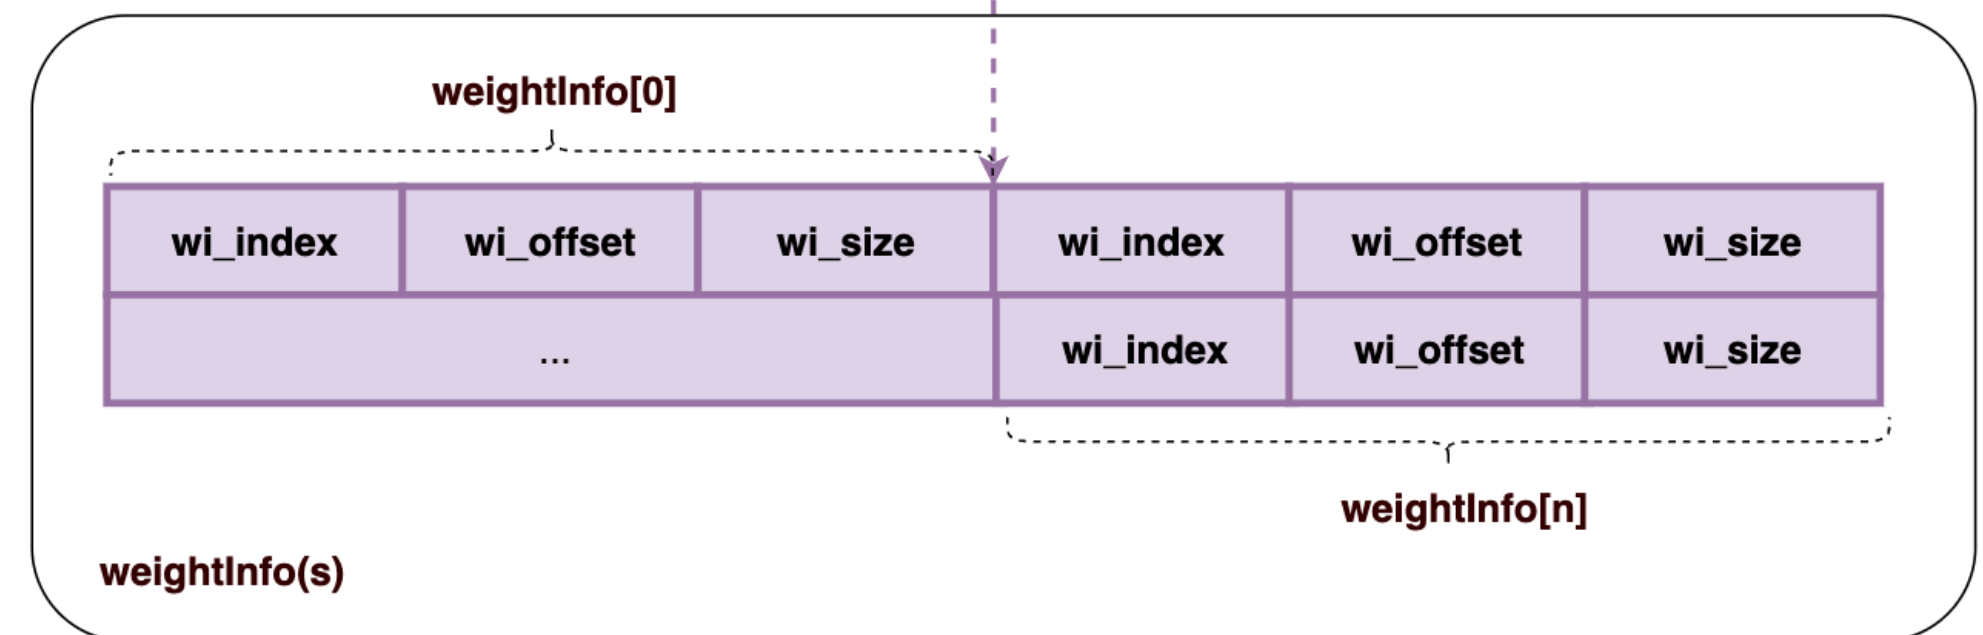 weightInfo[0]
wi_index wi_offset wi_size wi_index wi_offset wi_size
... wi_index wi_offset wi_size
weightInfo[n]
weightInfo(s)